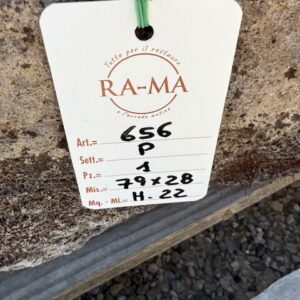 Tutto per il restauro
RA-MA
e l'arredo antico
Art.= 656
Sett.= P
Pz.= 1
Mis.= 79x28
Mq. - Ml.= H. 22